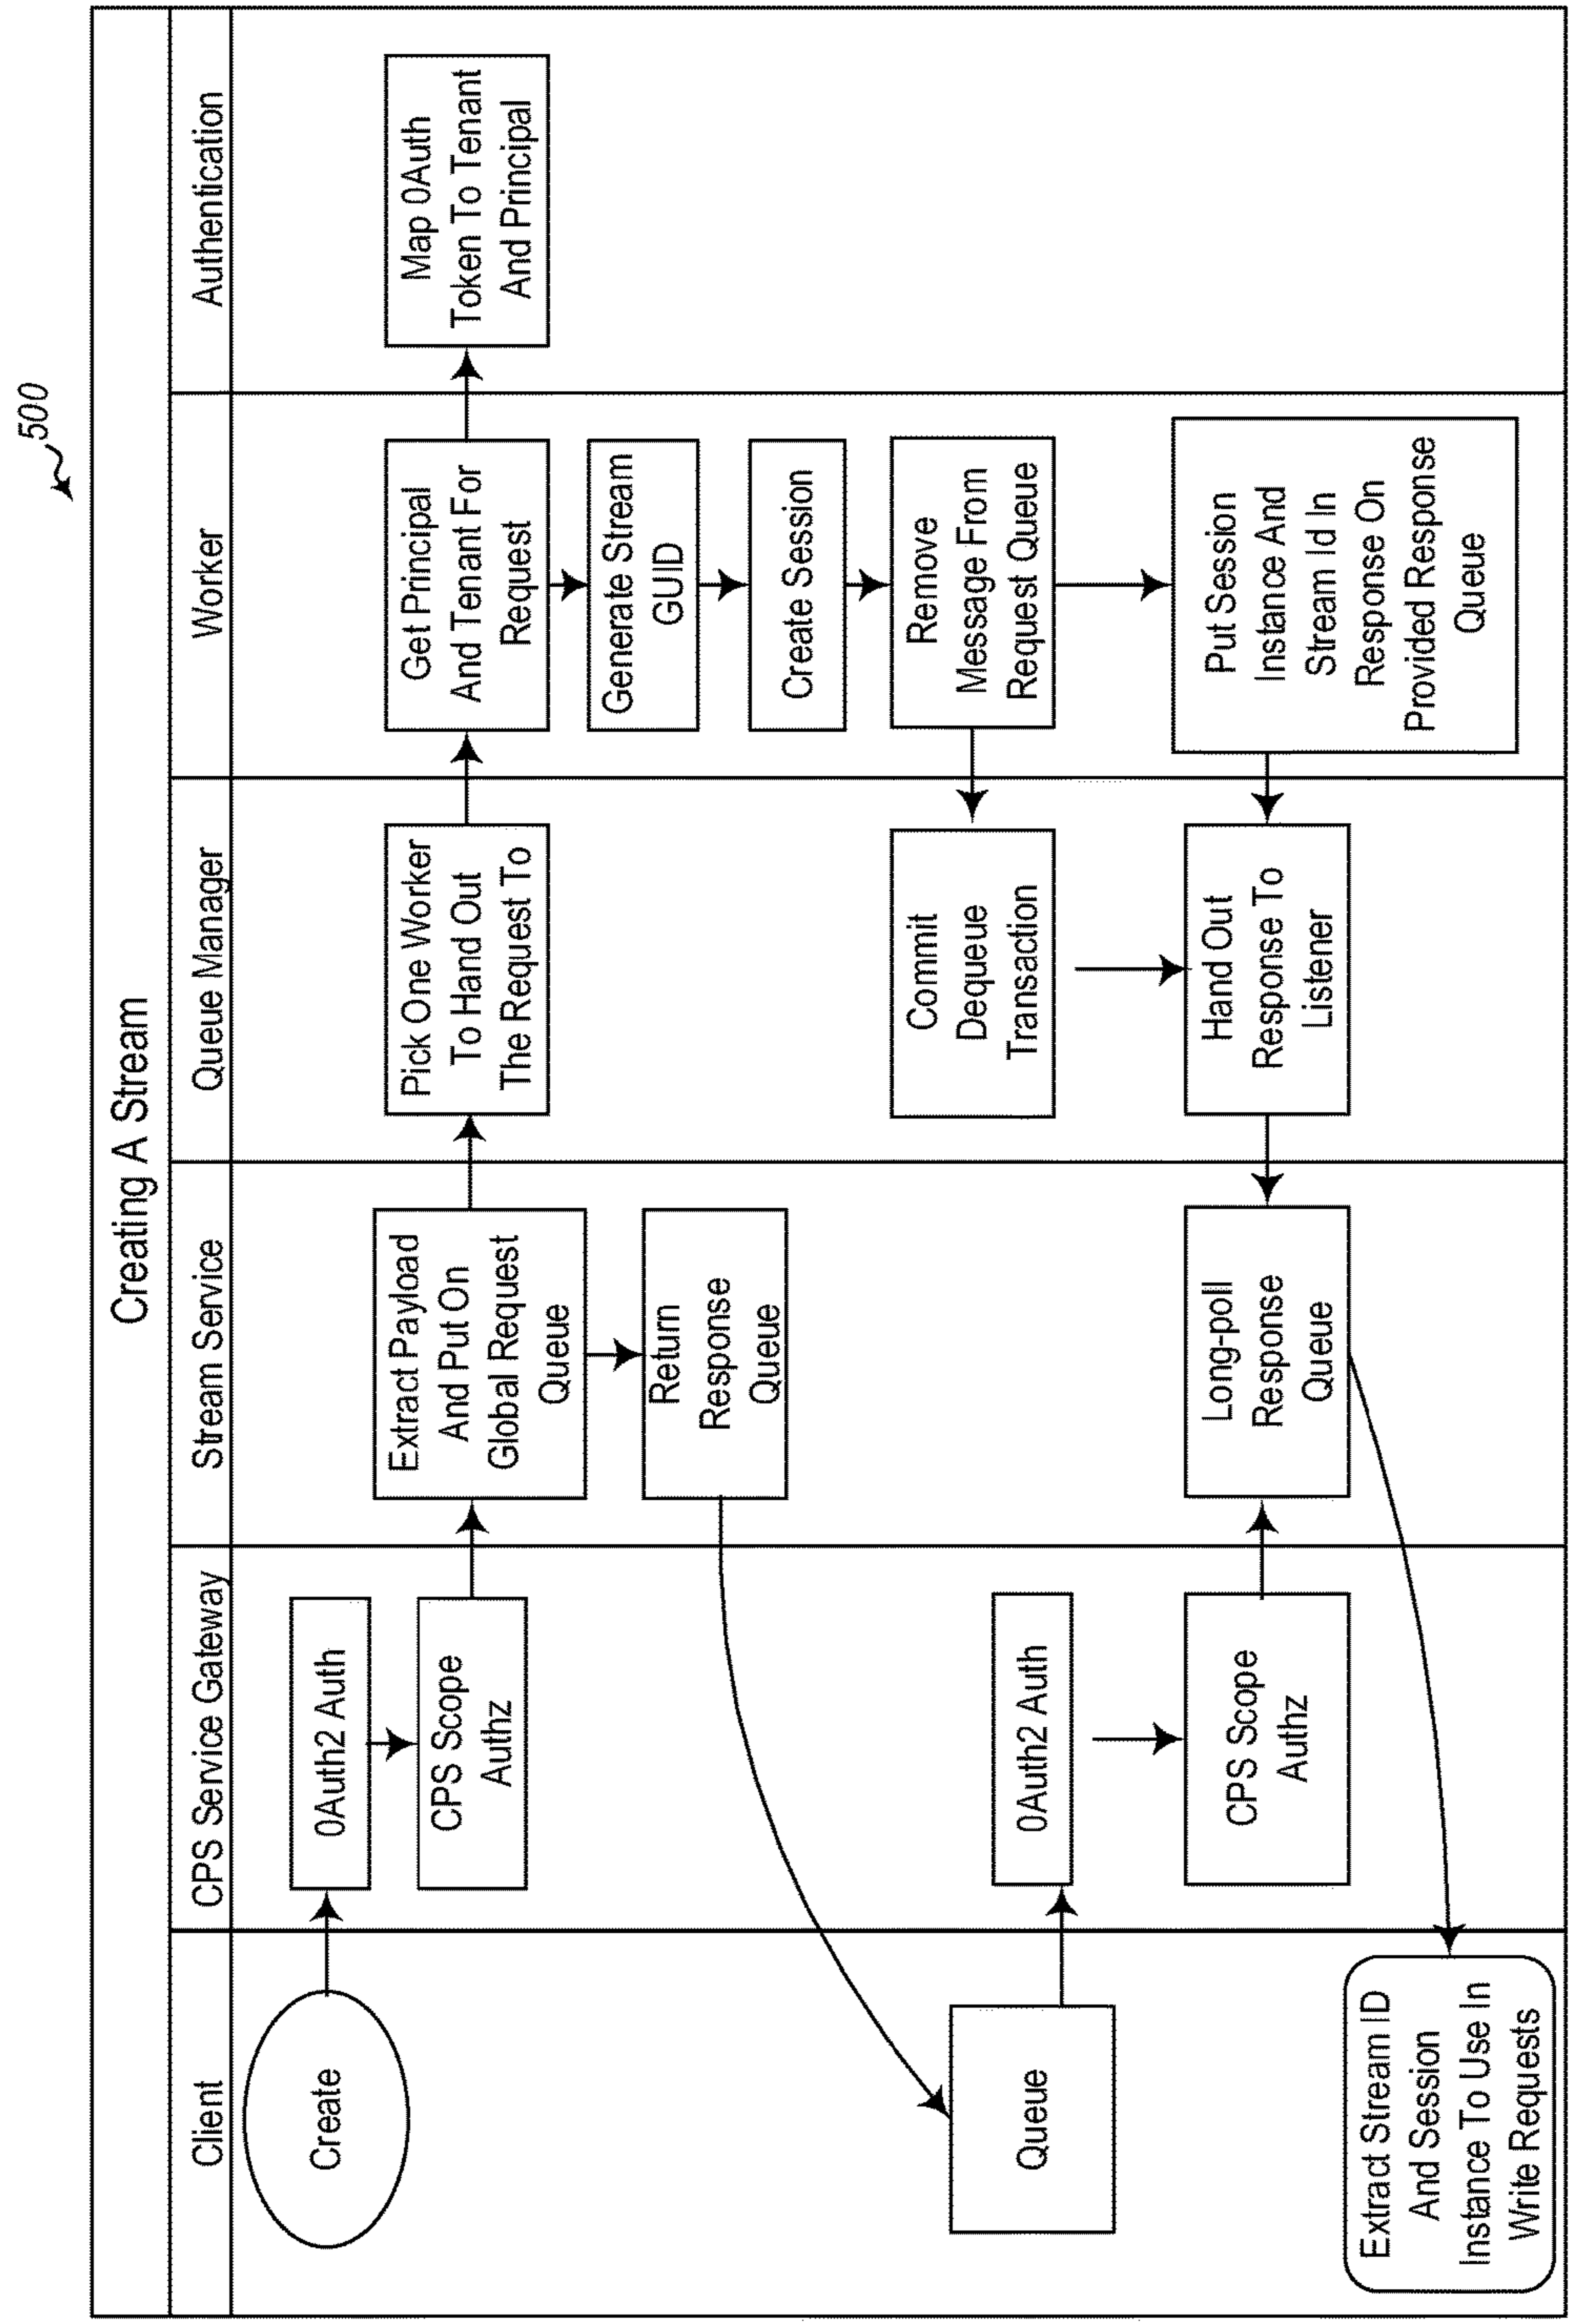 500
Creating A Stream
Client
CPS Service Gateway
Stream Service
Queue Manager
Worker
Authentication
Create
0Auth2 Auth
CPS Scope
Authz
Extract Payload
And Put On
Global Request
Queue
Return
Response
Queue
Pick One Worker
To Hand Out
The Request To
Get Principal
And Tenant For
Request
Map 0Auth
Token To Tenant
And Principal
Generate Stream
GUID
Create Session
Remove
Message From
Request Queue
Commit
Dequeue
Transaction
Put Session
Instance And
Stream Id In
Response On
Provided Response
Queue
Hand Out
Response To
Listener
Queue
0Auth2 Auth
CPS Scope
Authz
Long-poll
Response
Queue
Extract Stream ID
And Session
Instance To Use In
Write Requests